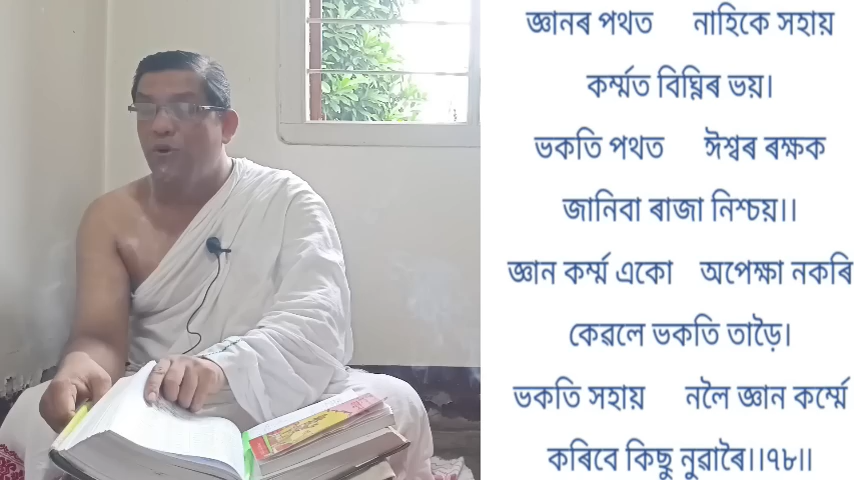 জ্ঞানৰ পথত নাহিকে সহায়
কৰ্ম্মত বিঘ্নিৰ ভয়।
ভকতি পথত ঈশ্বৰ ৰক্ষক
জানিবা ৰাজা নিশ্চয়।।
জ্ঞান কৰ্ম্ম একো অপেক্ষা নকৰি
কেৱলে ভকতি তাড়ৈ।
ভকতি সহায় নলৈ জ্ঞান কৰ্ম্মে
কৰিবে কিছু নুৱাৰৈ।।৭৮।।